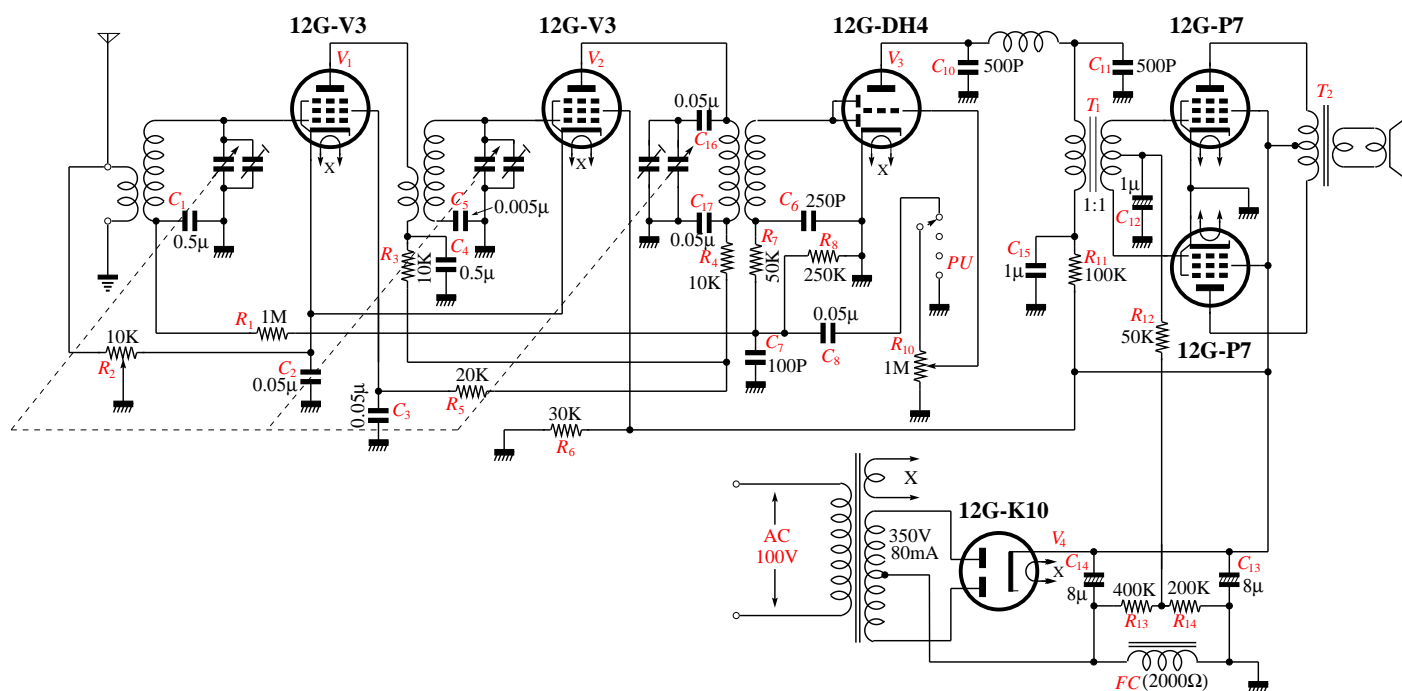 12G-V3
12G-V3
12G-DH4
12G-P7
V1
V2
V3
C10
500P
C11
500P
T2
0.05µ
C16
T1
X
X
1µ
C12
1:1
C1
0.5µ
C5
0.005µ
C17
0.05µ
C6
250P
R3
10K
C4
0.5µ
R4
10K
R7
50K
R8
250K
PU
C15
1µ
R11
100K
R1
1M
0.05µ
C8
R12
50K
12G-P7
10K
R2
C2
0.05µ
C7
100P
R10
1M
20K
R5
0.05µ
C3
30K
R6
X
12G-K10
AC
100V
350V
80mA
V4
X
C14
8µ
C13
8µ
400K
R13
200K
R14
FC
(2000Ω)